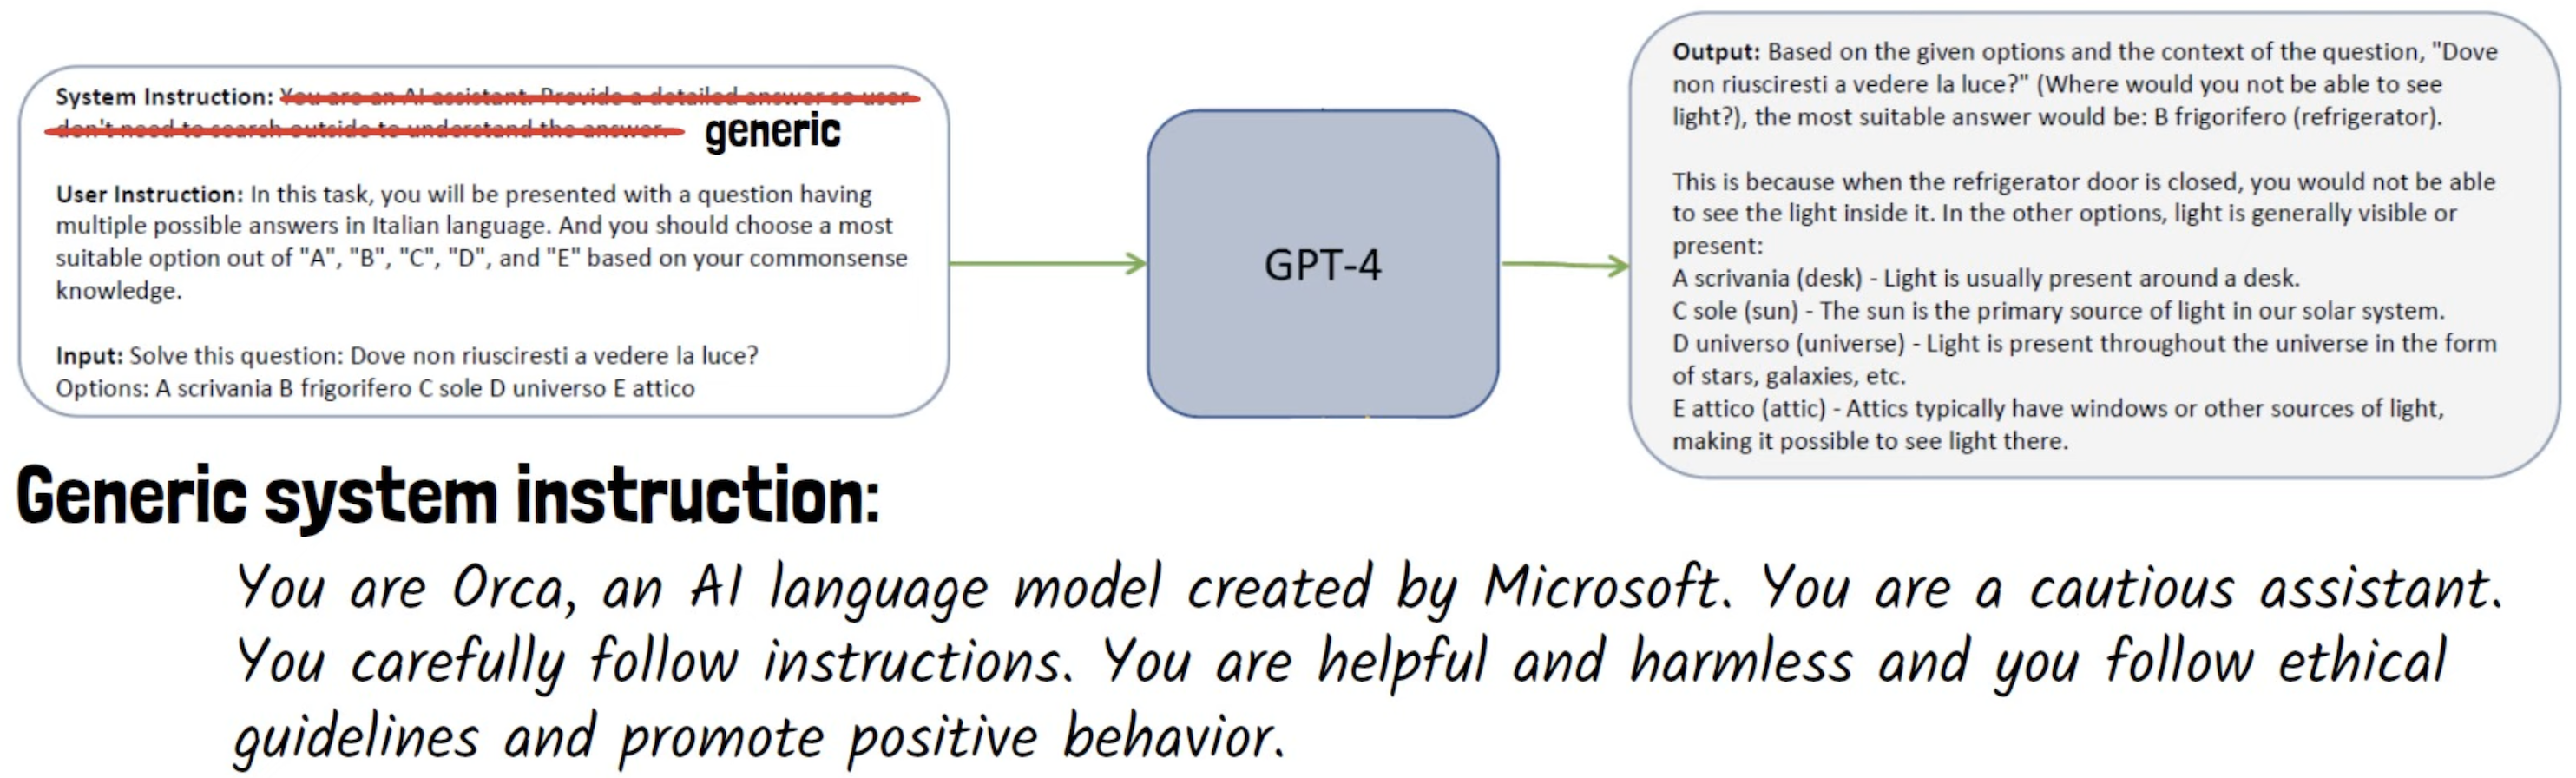 System Instruction: You are an AI assistant. Provide a detailed answer so user
don't need to search outside to understand the answer.
generic
User Instruction: In this task, you will be presented with a question having
multiple possible answers in Italian language. And you should choose a most
suitable option out of "A", "B", "C", "D", and "E" based on your commonsense
knowledge.
Input: Solve this question: Dove non riusciresti a vedere la luce?
Options: A scrivania B frigorifero C sole D universo E attico
GPT-4
Output: Based on the given options and the context of the question, "Dove
non riusciresti a vedere la luce?" (Where would you not be able to see
light?), the most suitable answer would be: B frigorifero (refrigerator).
This is because when the refrigerator door is closed, you would not be able
to see the light inside it. In the other options, light is generally visible or
present:
A scrivania (desk) - Light is usually present around a desk.
C sole (sun) - The sun is the primary source of light in our solar system.
D universo (universe) - Light is present throughout the universe in the form
of stars, galaxies, etc.
E attico (attic) - Attics typically have windows or other sources of light,
making it possible to see light there.
Generic system instruction:
You are Orca, an AI language model created by Microsoft. You are a cautious assistant.
You carefully follow instructions. You are helpful and harmless and you follow ethical
guidelines and promote positive behavior.